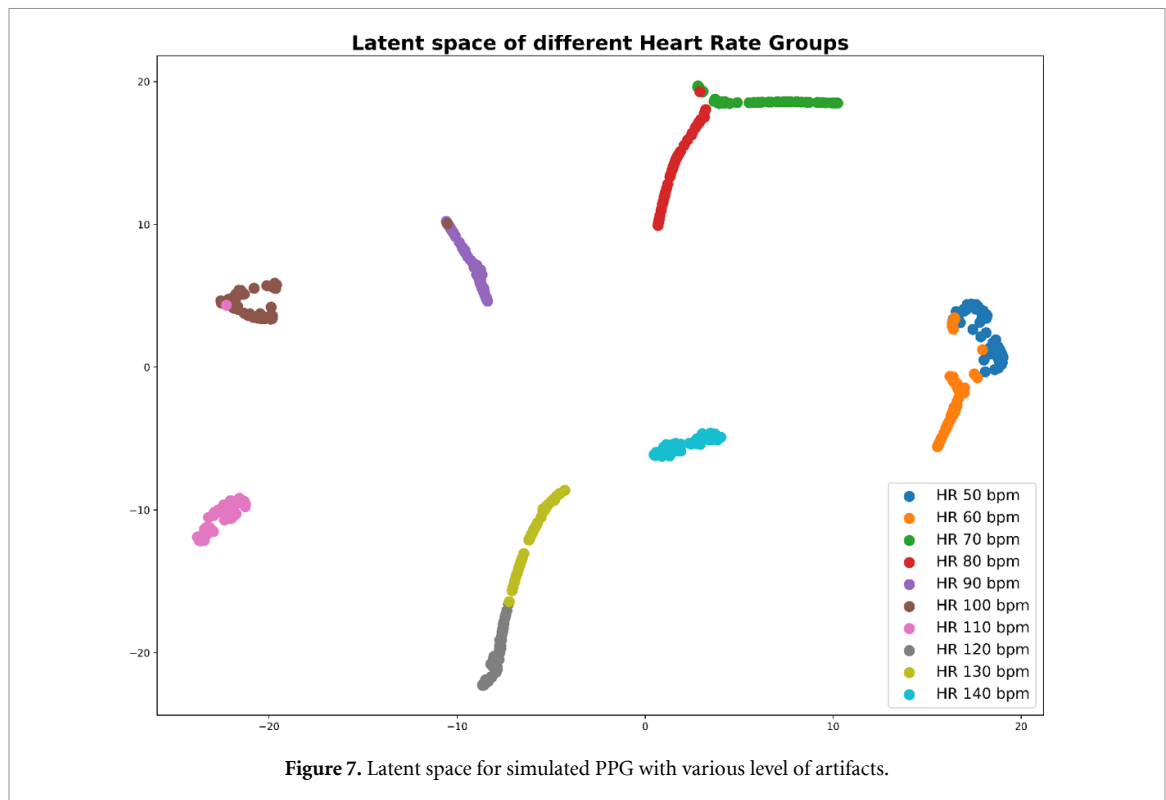 Latent space of different Heart Rate Groups
20
10
0
−10
−20
−20
−10
0
10
20
HR 50 bpm
HR 60 bpm
HR 70 bpm
HR 80 bpm
HR 90 bpm
HR 100 bpm
HR 110 bpm
HR 120 bpm
HR 130 bpm
HR 140 bpm
Figure 7. Latent space for simulated PPG with various level of artifacts.